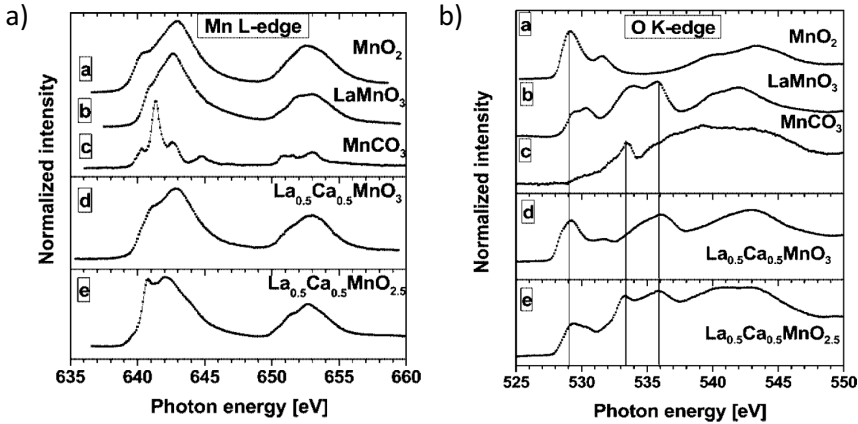 a)
Mn L-edge
Normalized intensity
a
MnO₂
b
LaMnO₃
c
MnCO₃
d
La₀.₅Ca₀.₅MnO₃
e
La₀.₅Ca₀.₅MnO₂.₅
635 640 645 650 655 660
Photon energy [eV]
b)
O K-edge
Normalized intensity
a
MnO₂
b
LaMnO₃
c
MnCO₃
d
La₀.₅Ca₀.₅MnO₃
e
La₀.₅Ca₀.₅MnO₂.₅
525 530 535 540 545 550
Photon energy [eV]